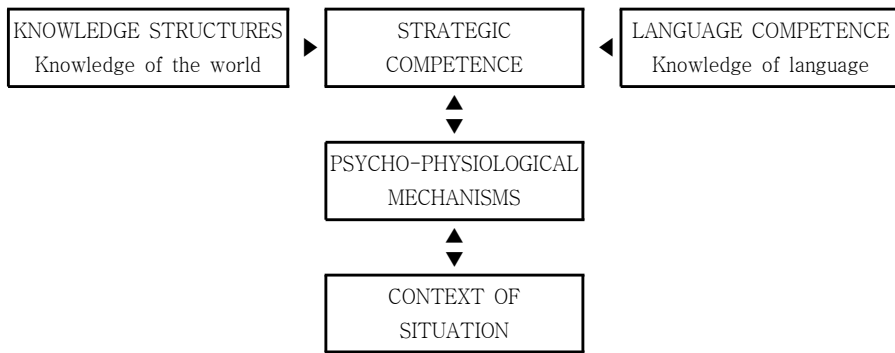 KNOWLEDGE STRUCTURES
Knowledge of the world
STRATEGIC
COMPETENCE
LANGUAGE COMPETENCE
Knowledge of language
PSYCHO-PHYSIOLOGICAL
MECHANISMS
CONTEXT OF
SITUATION